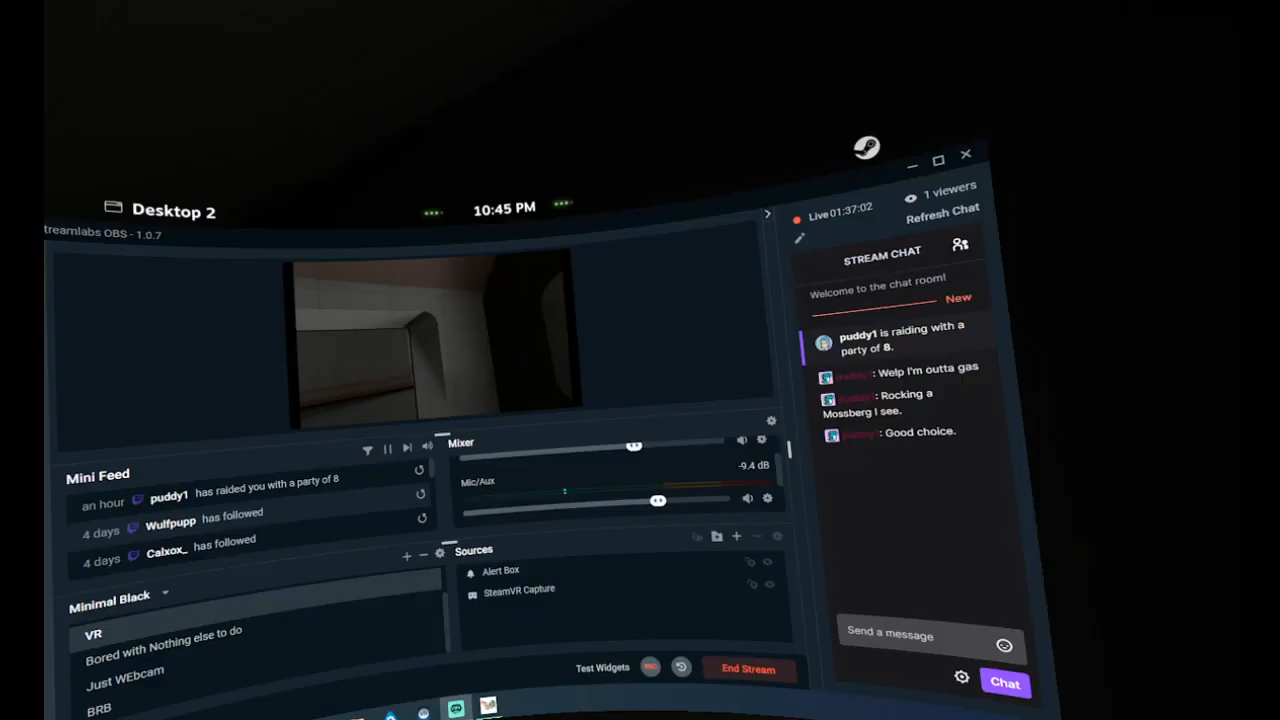 Desktop 2
10:45 PM
treamlabs OBS - 1.0.7
Live 01:37:02
1 viewers
Refresh Chat
STREAM CHAT
Welcome to the chat room!
New
puddy1 is raiding with a
party of 8.
puddy1: Welp I'm outta gas
puddy1: Rocking a
Mossberg I see.
puddy1: Good choice.
Send a message
Chat
Mini Feed
an hour puddy1 has raided you with a party of 8
4 days Wulfpupp has followed
4 days Calxox_ has followed
Mixer
-9.4 dB
Mic/Aux
Minimal Black
VR
Bored with Nothing else to do
Just WEbcam
BRB
Sources
Alert Box
SteamVR Capture
Test Widgets
REC
End Stream